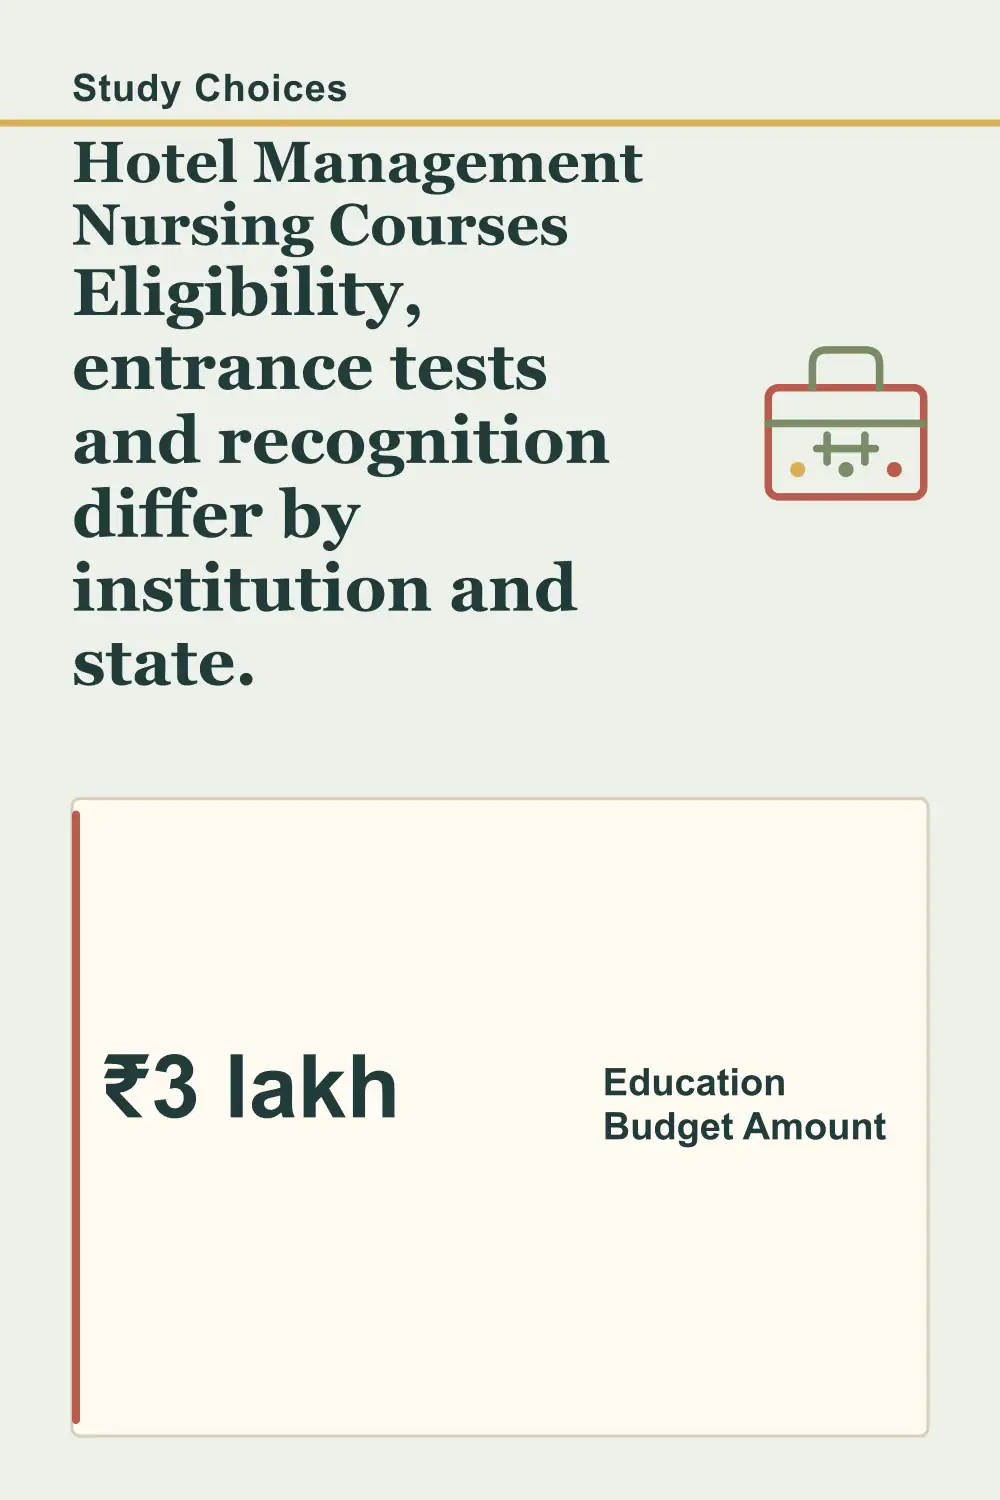 Study Choices
Hotel Management
Nursing Courses
Eligibility,
entrance tests
and recognition
differ by
institution and
state.
₹3 lakh
Education
Budget Amount